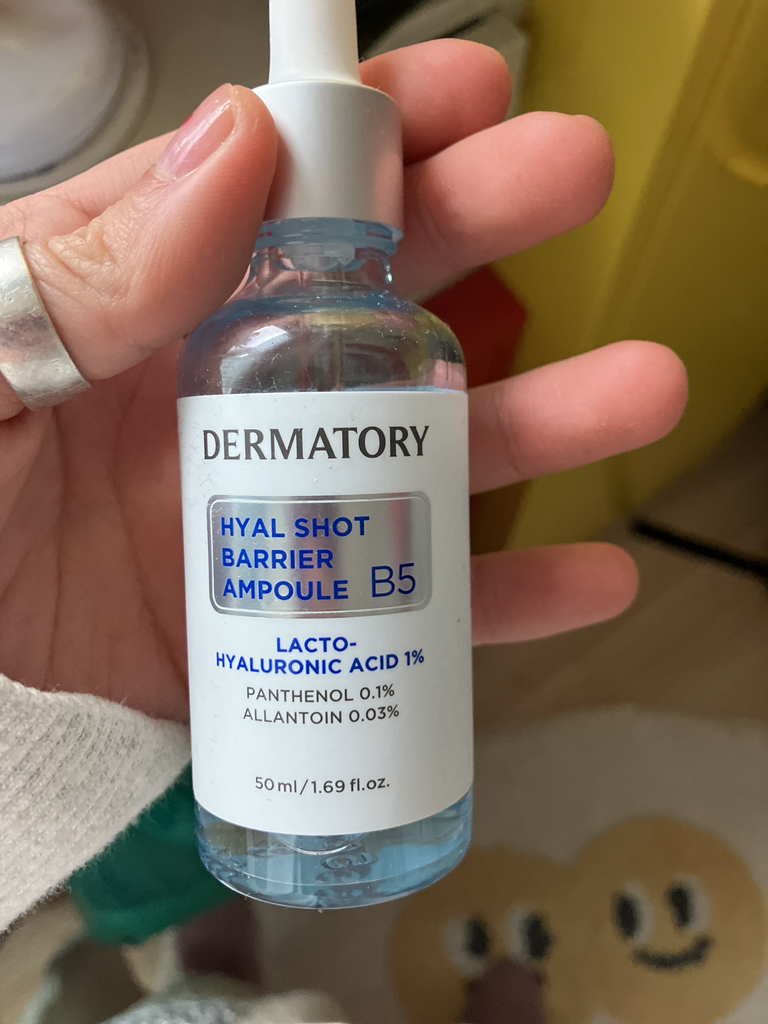 DERMATORY
HYAL SHOT
BARRIER
AMPOULE B5
LACTO-
HYALURONIC ACID 1%
PANTHENOL 0.1%
ALLANTOIN 0.03%
50 ml / 1.69 fl.oz.